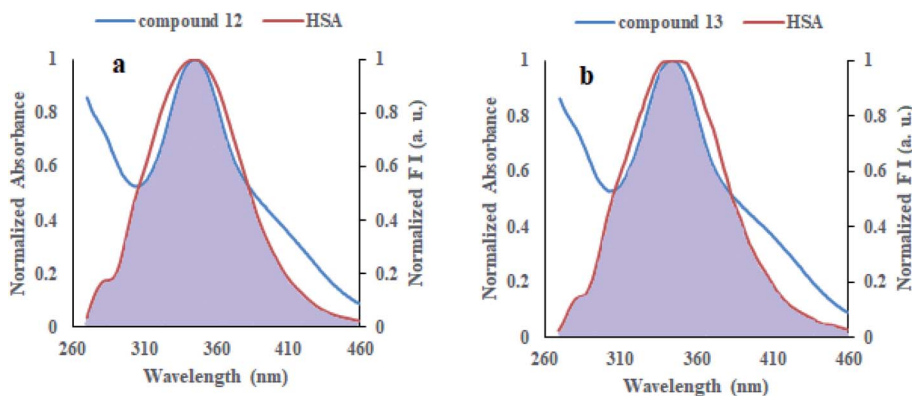 compound 12 HSA
a
1
0.8
0.6
0.4
0.2
0
1
0.8
0.6
0.4
0.2
0
Normalized Absorbance
Normalized F I (a. u.)
260 310 360 410 460
Wavelength (nm)
compound 13 HSA
b
1
0.8
0.6
0.4
0.2
0
1
0.8
0.6
0.4
0.2
0
Normalized Absorbance
Normalized F I (a. u.)
260 310 360 410 460
Wavelength (nm)